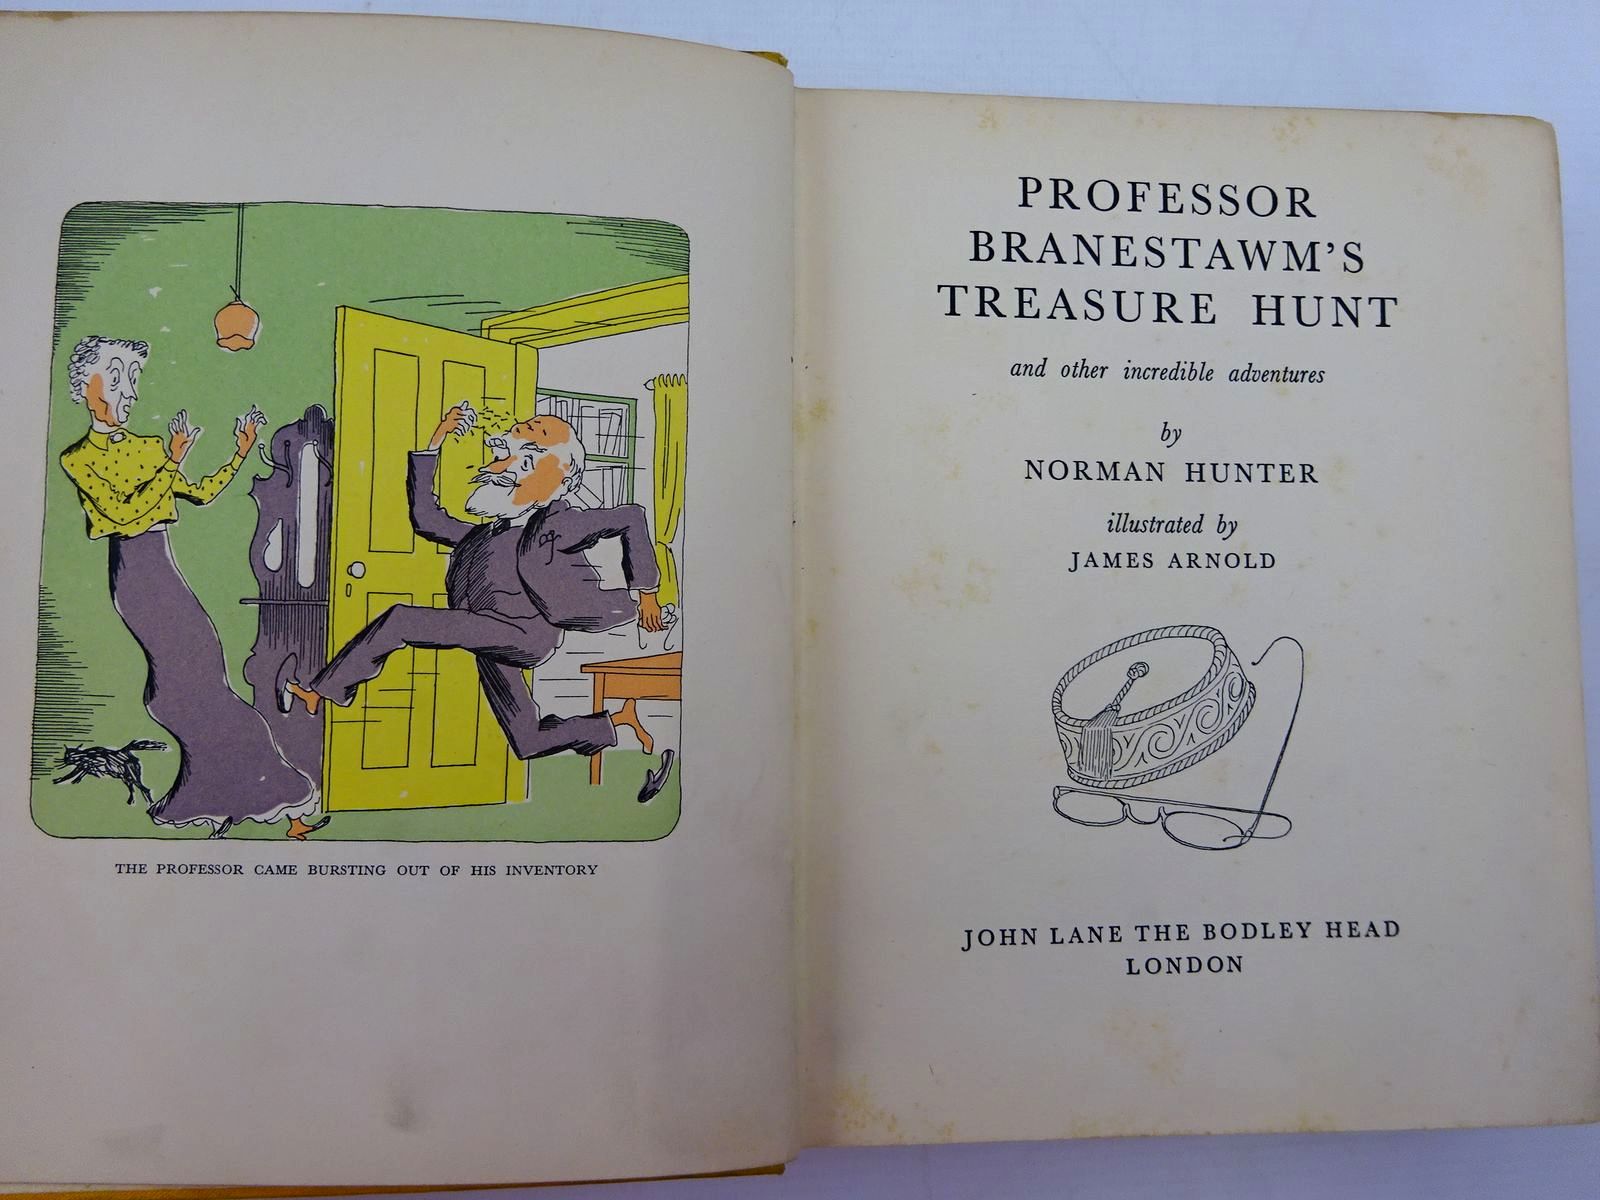 THE PROFESSOR CAME BURSTING OUT OF HIS INVENTORY
PROFESSOR
BRANESTAWM'S
TREASURE HUNT
and other incredible adventures
by
NORMAN HUNTER
illustrated by
JAMES ARNOLD
JOHN LANE THE BODLEY HEAD
LONDON